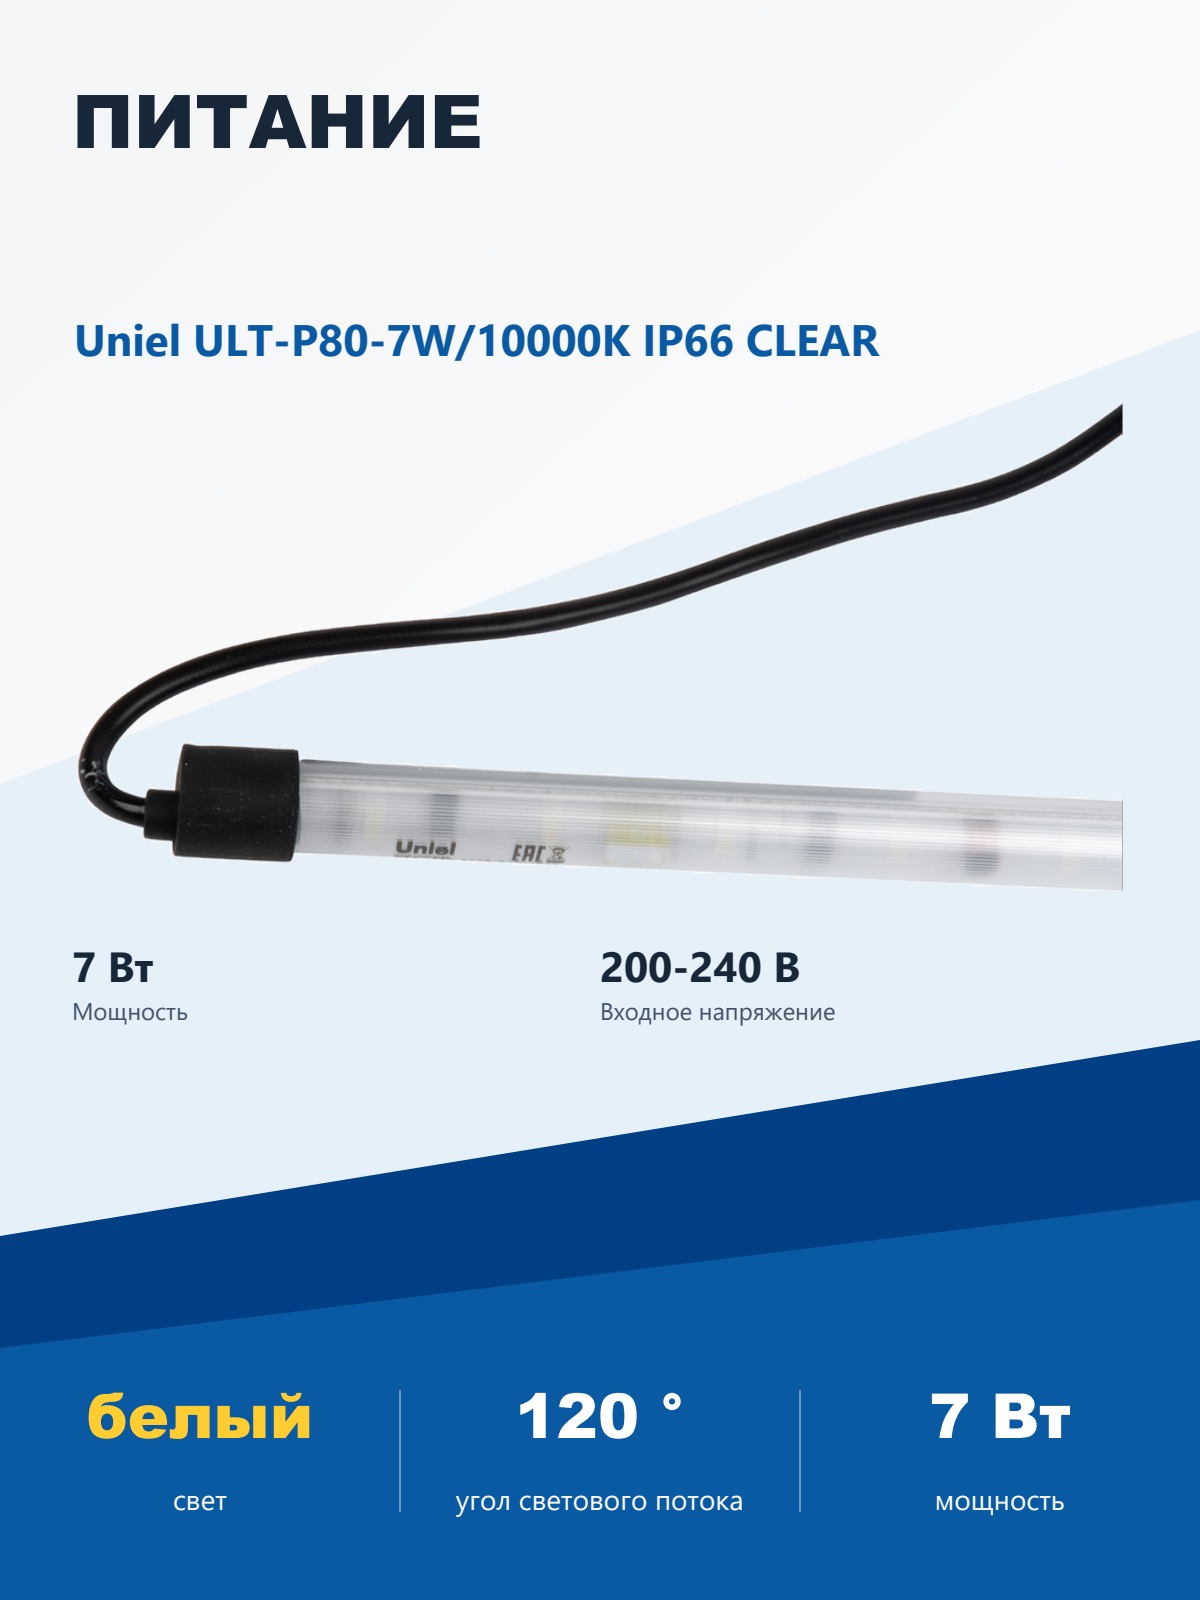 ПИТАНИЕ
Uniel ULT-P80-7W/10000K IP66 CLEAR
Uniel EAC
7 Вт
Мощность
200-240 В
Входное напряжение
белый
свет
120 °
угол светового потока
7 Вт
мощность